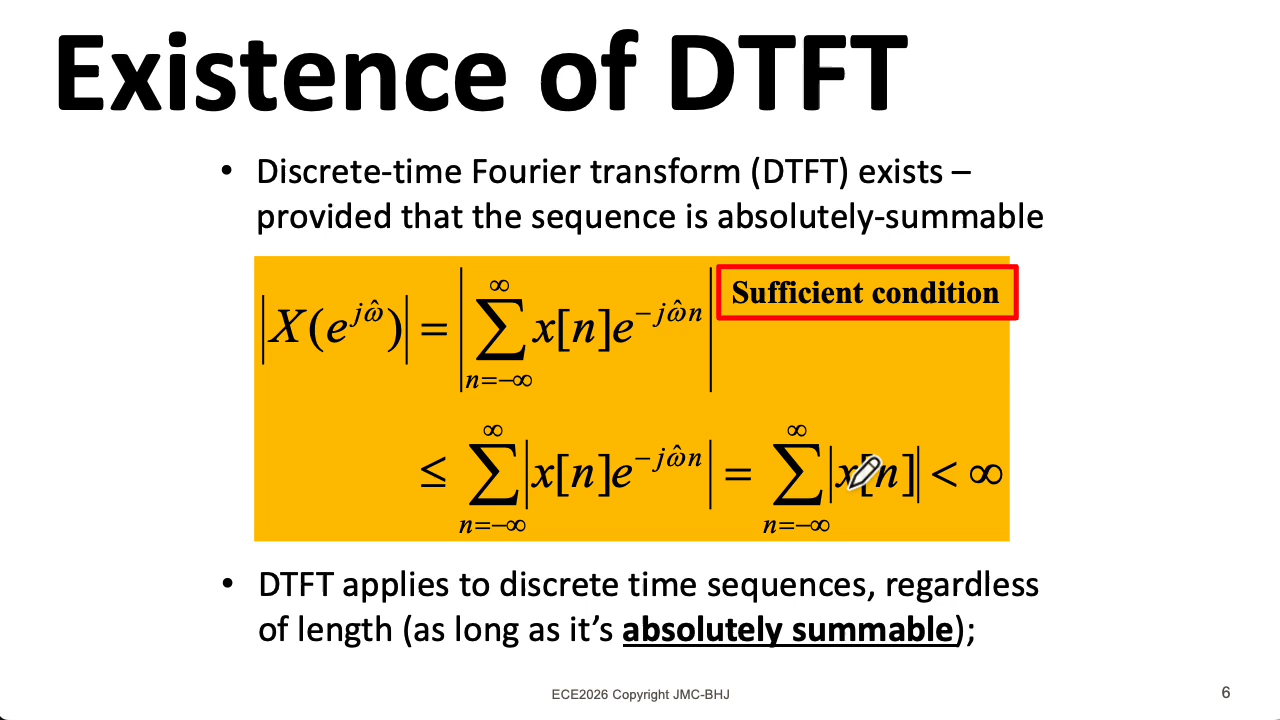 Existence of DTFT
• Discrete-time Fourier transform (DTFT) exists –
provided that the sequence is absolutely-summable
Sufficient condition
|X(e^{jω̂})| = |∑_{n=−∞}^{∞} x[n]e^{−jω̂n}|
≤ ∑_{n=−∞}^{∞} |x[n]e^{−jω̂n}| = ∑_{n=−∞}^{∞} |x[n]| < ∞
• DTFT applies to discrete time sequences, regardless
of length (as long as it’s absolutely summable);
ECE2026 Copyright JMC-BHJ
6